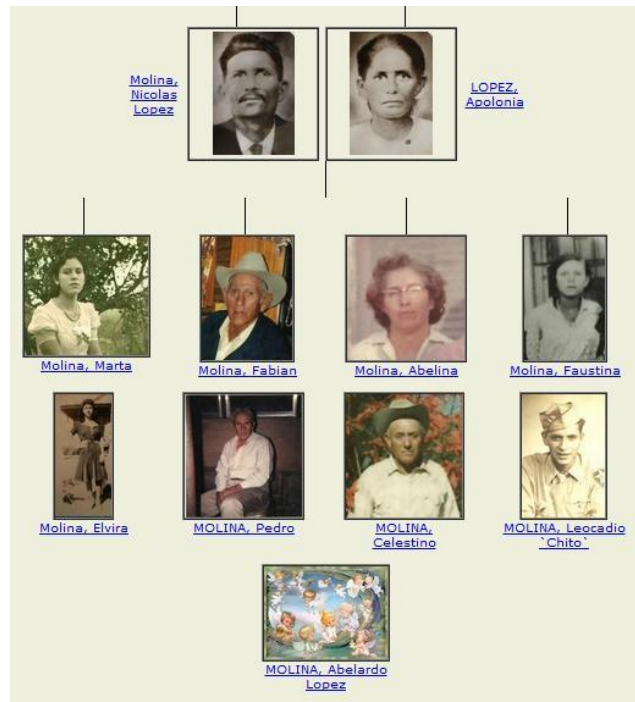 Molina,
Nicolas
Lopez
LOPEZ,
Apolonia
Molina, Marta
Molina, Fabian
Molina, Abelina
Molina, Faustina
Molina, Elvira
MOLINA, Pedro
MOLINA,
Celestino
MOLINA, Leocadio
`Chito`
MOLINA, Abelardo
Lopez